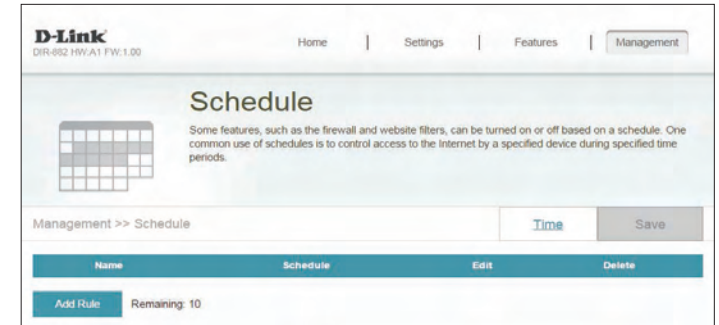 D-Link
DIR-882 HW:A1 FW:1.00
Home | Settings | Features | Management
Schedule
Some features, such as the firewall and website filters, can be turned on or off based on a schedule. One
common use of schedules is to control access to the Internet by a specified device during specified time
periods.
Management >> Schedule Time Save
Name Schedule Edit Delete
Add Rule Remaining: 10